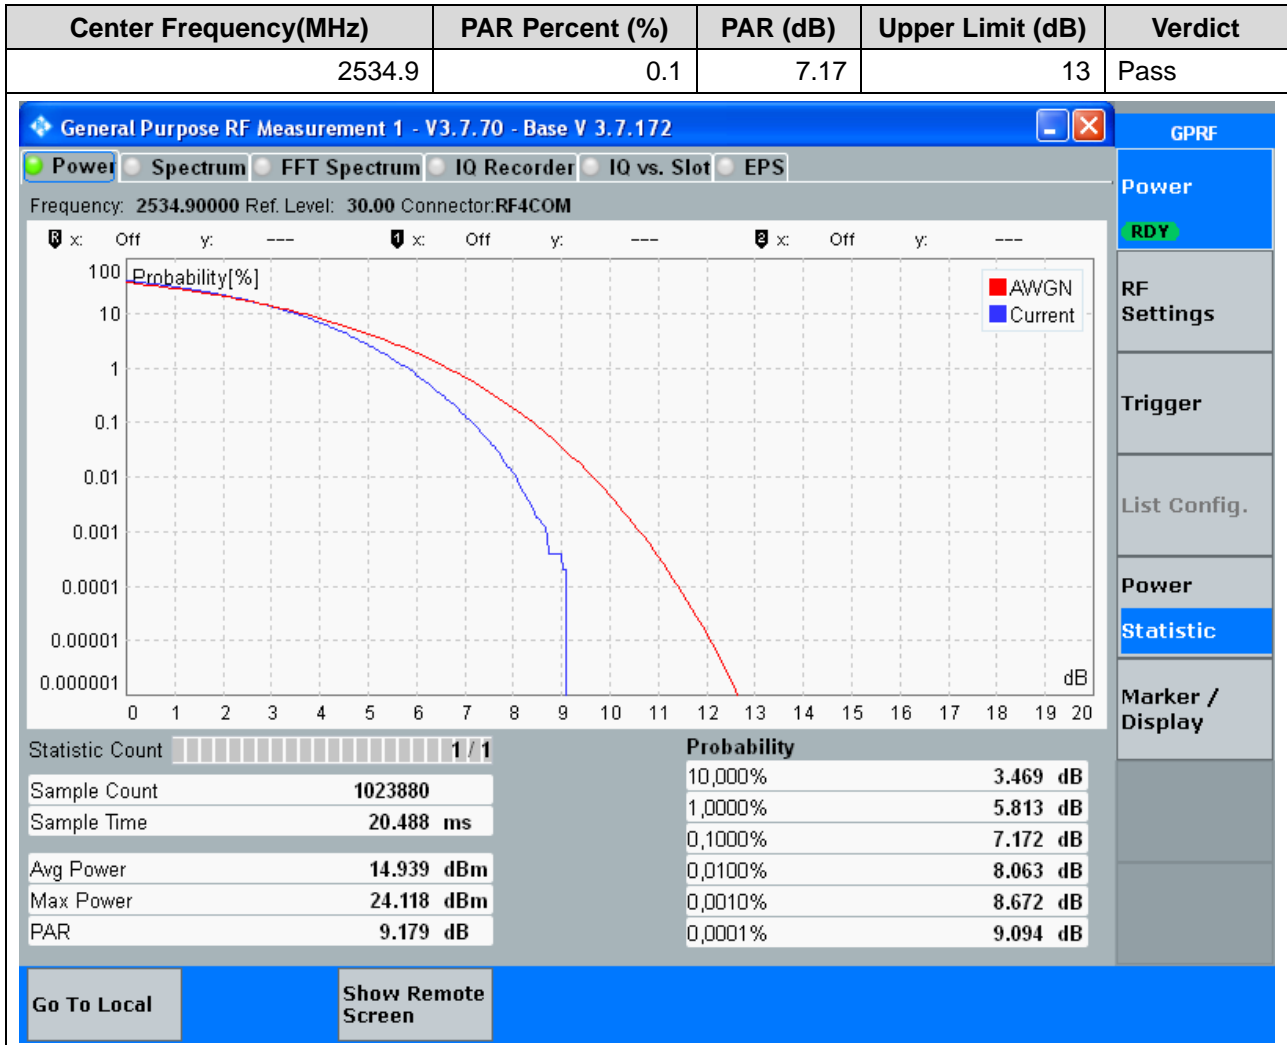 Center Frequency(MHz) PAR Percent (%) PAR (dB) Upper Limit (dB) Verdict
2534.9 0.1 7.17 13 Pass
General Purpose RF Measurement 1 - V3.7.70 - Base V 3.7.172
GPRF
Power Spectrum FFT Spectrum IQ Recorder IQ vs. Slot EPS
Frequency: 2534.90000 Ref. Level: 30.00 Connector:RF4COM
R x: Off y: --- 1 x: Off y: --- 2 x: Off y: ---
Probability[%]
100
10
1
0.1
0.01
0.001
0.0001
0.00001
0.000001
AWGN
Current
dB
0 1 2 3 4 5 6 7 8 9 10 11 12 13 14 15 16 17 18 19 20
Power
RDY
RF
Settings
Trigger
List Config.
Power
Statistic
Marker /
Display
Statistic Count 1 / 1
Sample Count 1023880
Sample Time 20.488 ms
Avg Power 14.939 dBm
Max Power 24.118 dBm
PAR 9.179 dB
Probability
10,000% 3.469 dB
1,0000% 5.813 dB
0,1000% 7.172 dB
0,0100% 8.063 dB
0,0010% 8.672 dB
0,0001% 9.094 dB
Go To Local
Show Remote
Screen